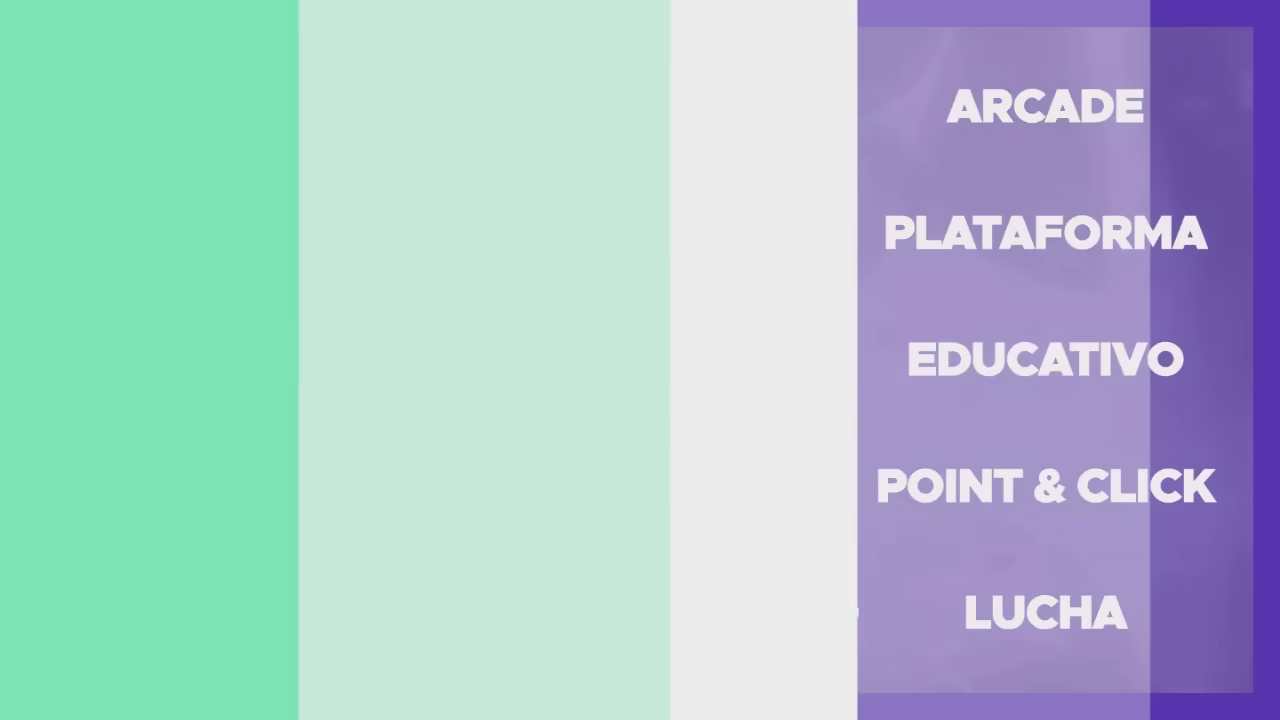 ARCADE
PLATAFORMA
EDUCATIVO
POINT & CLICK
LUCHA